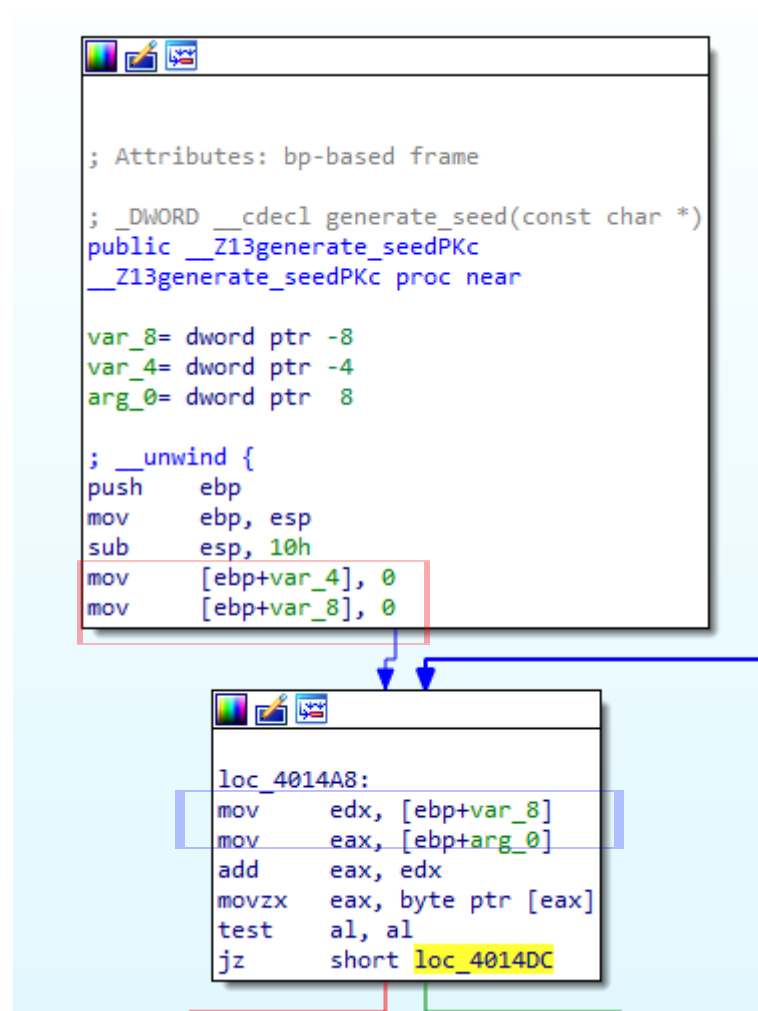 ; Attributes: bp-based frame
; _DWORD __cdecl generate_seed(const char *)
public __Z13generate_seedPKc
__Z13generate_seedPKc proc near
var_8= dword ptr -8
var_4= dword ptr -4
arg_0= dword ptr  8
; __unwind {
push    ebp
mov     ebp, esp
sub     esp, 10h
mov     [ebp+var_4], 0
mov     [ebp+var_8], 0
loc_4014A8:
mov     edx, [ebp+var_8]
mov     eax, [ebp+arg_0]
add     eax, edx
movzx   eax, byte ptr [eax]
test    al, al
jz      short loc_4014DC